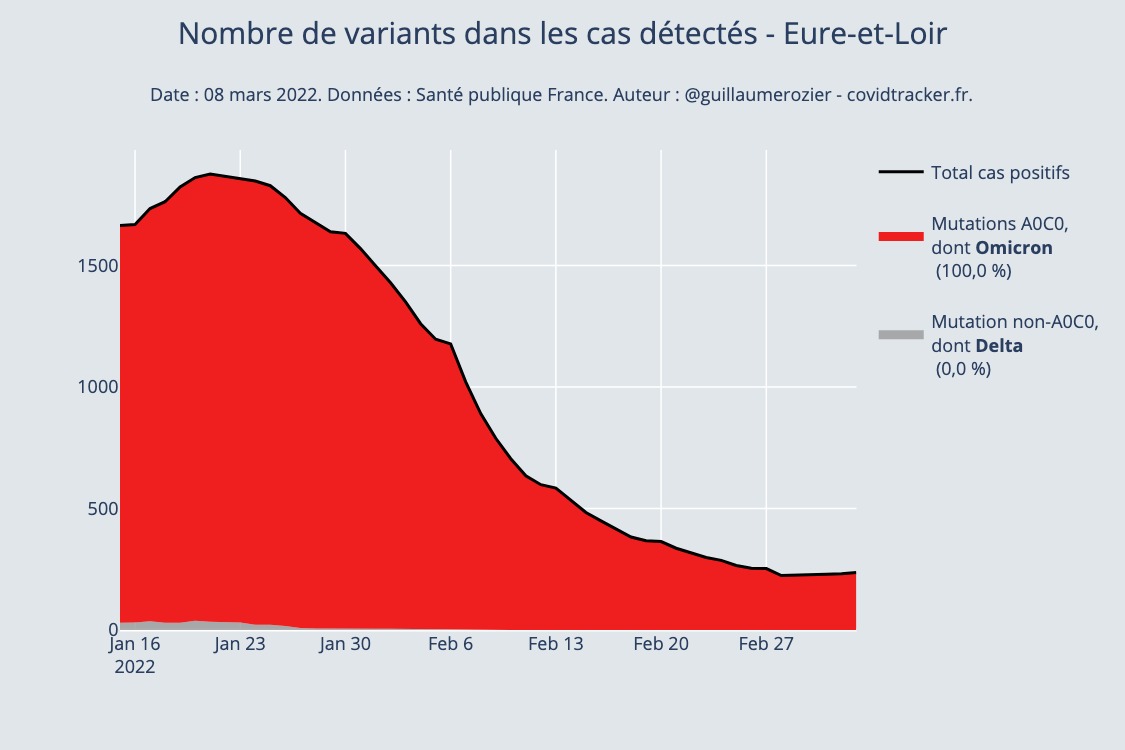 Nombre de variants dans les cas détectés - Eure-et-Loir
Date : 08 mars 2022. Données : Santé publique France. Auteur : @guillaumerozier - covidtracker.fr.
Total cas positifs
Mutations A0C0,
dont Omicron
(100,0 %)
Mutation non-A0C0,
dont Delta
(0,0 %)
1500
1000
500
0
Jan 16 Jan 23 Jan 30 Feb 6 Feb 13 Feb 20 Feb 27
2022